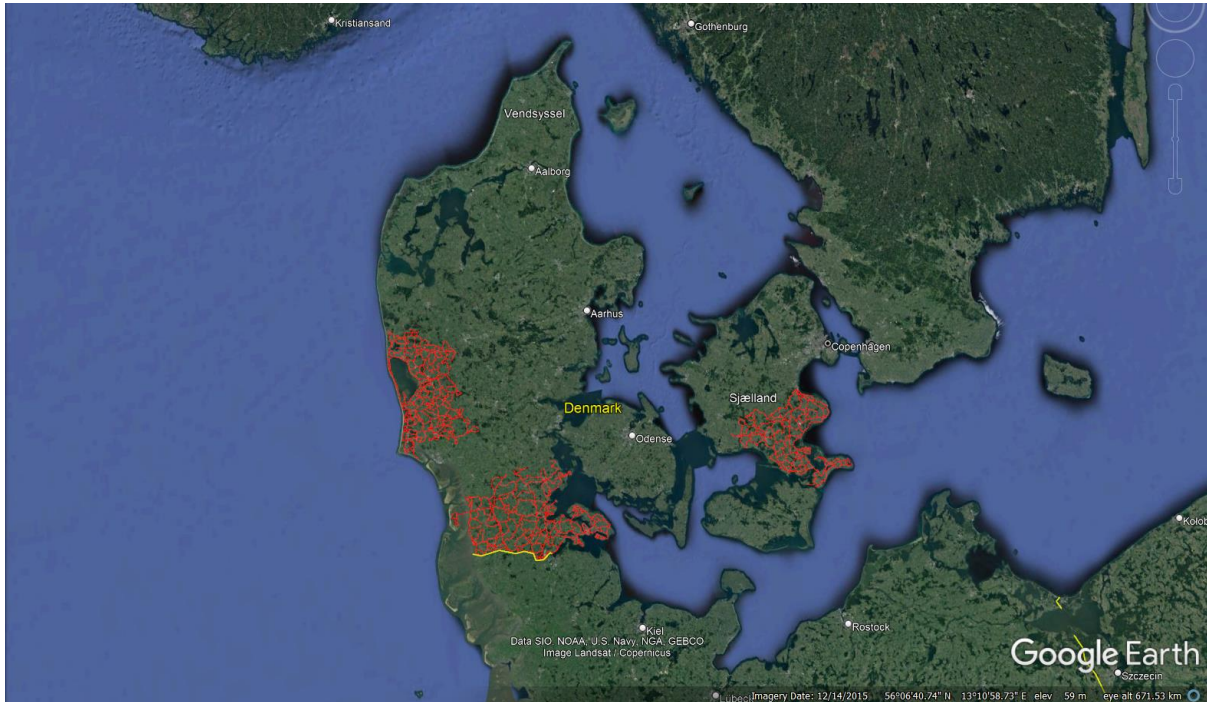 Kristiansand
Gothenburg
Vendsyssel
Aalborg
Aarhus
Copenhagen
Sjælland
Denmark
Odense
Kołob
Kiel
Rostock
Data SIO, NOAA, U.S. Navy, NGA, GEBCO
Image Landsat / Copernicus
Google Earth
Szczecin
Lübeck
Imagery Date: 12/14/2015 56°06'40.74" N 13°10'58.73" E elev 59 m eye alt 671.53 km